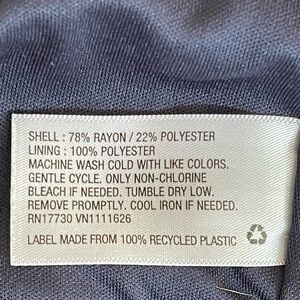 SHELL : 78% RAYON / 22% POLYESTER
LINING : 100% POLYESTER
MACHINE WASH COLD WITH LIKE COLORS.
GENTLE CYCLE. ONLY NON-CHLORINE
BLEACH IF NEEDED. TUMBLE DRY LOW.
REMOVE PROMPTLY. COOL IRON IF NEEDED.
RN17730 VN1111626
LABEL MADE FROM 100% RECYCLED PLASTIC